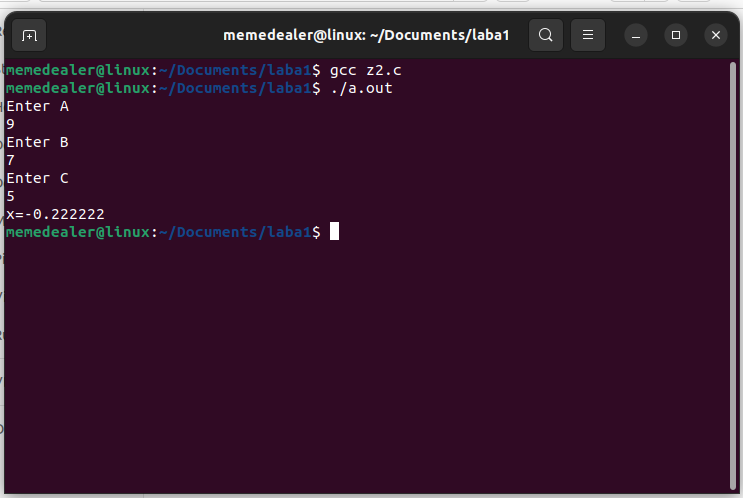 memedealer@linux: ~/Documents/laba1
memedealer@linux:~/Documents/laba1$ gcc z2.c
memedealer@linux:~/Documents/laba1$ ./a.out
Enter A
9
Enter B
7
Enter C
5
x=-0.222222
memedealer@linux:~/Documents/laba1$